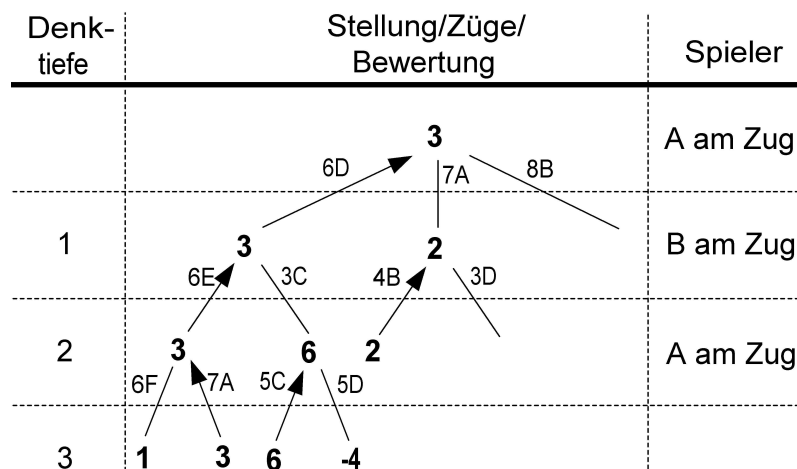 Denk-
tiefe
Stellung/Züge/
Bewertung
Spieler
3
A am Zug
6D
7A
8B
1
3
2
B am Zug
6E
3C
4B
3D
2
3
6
2
A am Zug
6F
7A
5C
5D
3
1
3
6
-4